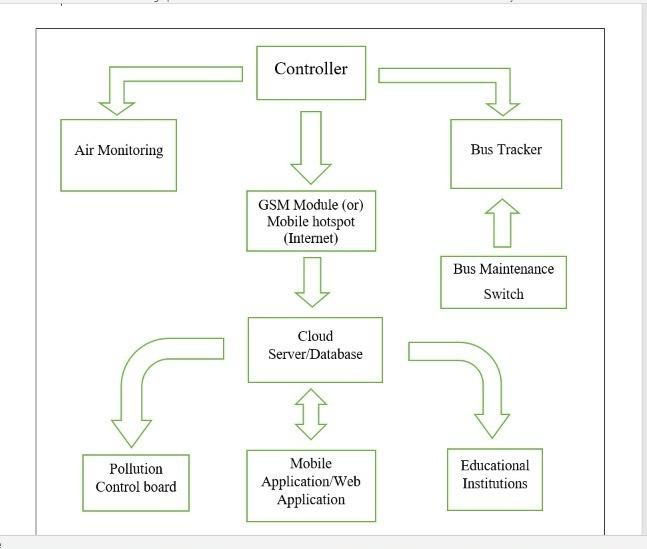 Controller
Air Monitoring
Bus Tracker
GSM Module (or)
Mobile hotspot
(Internet)
Bus Maintenance
Switch
Cloud
Server/Database
Pollution
Control board
Mobile
Application/Web
Application
Educational
Institutions